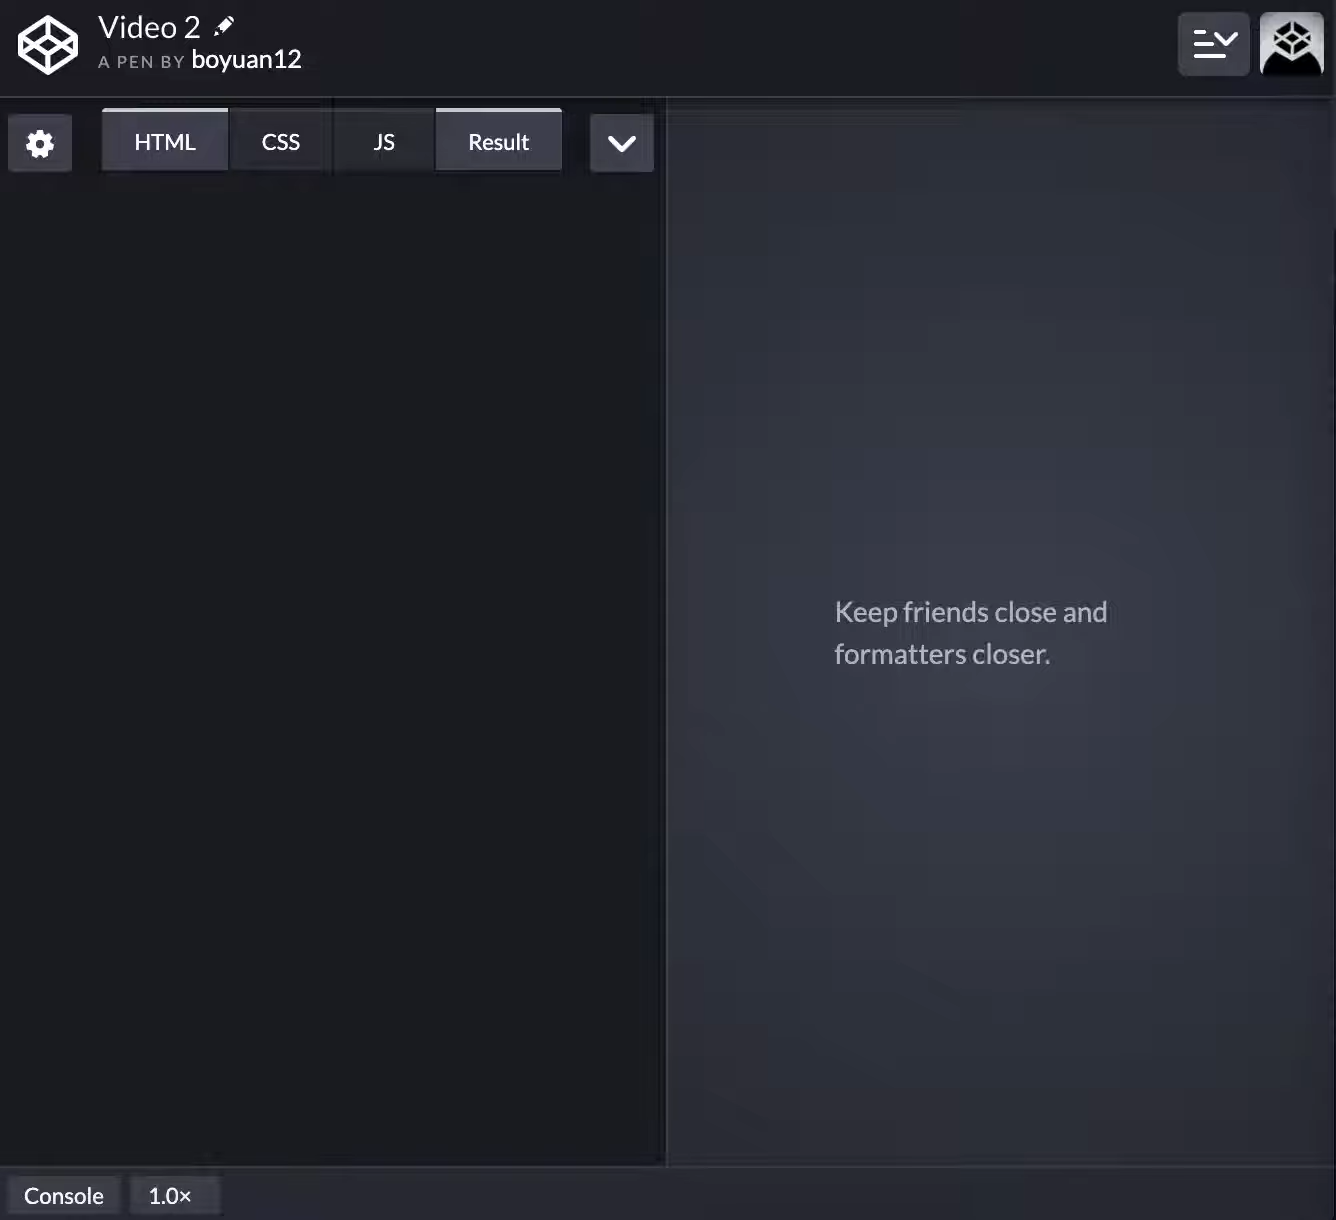 Video 2
A PEN BY boyuan12
HTML CSS JS Result
Keep friends close and
formatters closer.
Console 1.0×